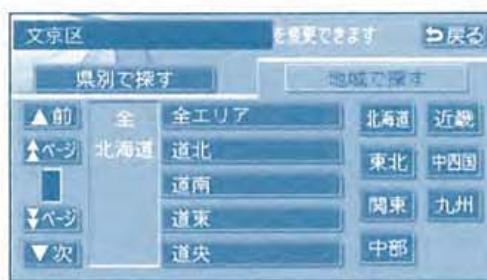 文京区 を変更できます つ戻る
県別で探す 地域で探す
▲前 全 全エリア 北海道 近畿
ページ 北海道 道北 東北 中四国
道南
ページ 道東 関東 九州
▼次 道央 中部